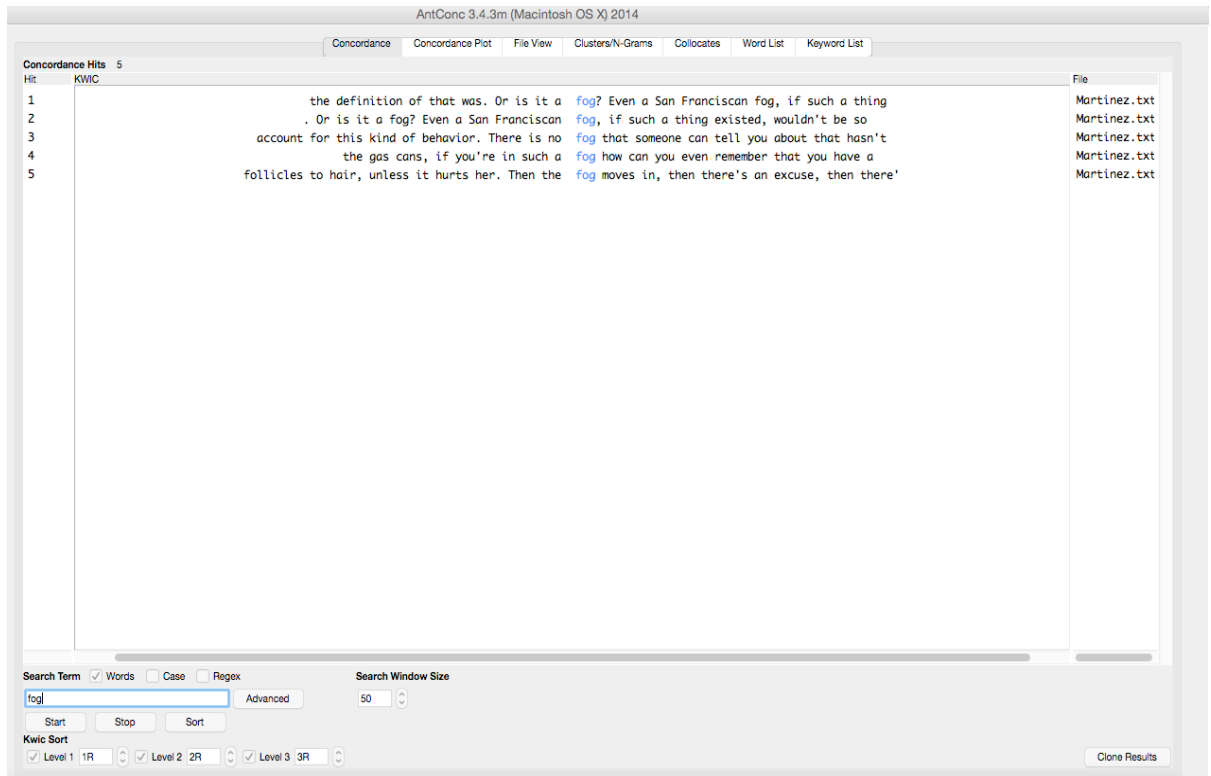 AntConc 3.4.3m (Macintosh OS X) 2014
Concordance Concordance Plot File View Clusters/N-Grams Collocates Word List Keyword List
Concordance Hits 5
Hit KWIC File
1 the definition of that was. Or is it a fog? Even a San Franciscan fog, if such a thing Martinez.txt
2 . Or is it a fog? Even a San Franciscan fog, if such a thing existed, wouldn't be so Martinez.txt
3 account for this kind of behavior. There is no fog that someone can tell you about that hasn't Martinez.txt
4 the gas cans, if you're in such a fog how can you even remember that you have a Martinez.txt
5 follicles to hair, unless it hurts her. Then the fog moves in, then there's an excuse, then there' Martinez.txt
Search Term Words Case Regex Search Window Size
fog Advanced 50
Start Stop Sort
Kwic Sort
Level 1 1R Level 2 2R Level 3 3R Clone Results